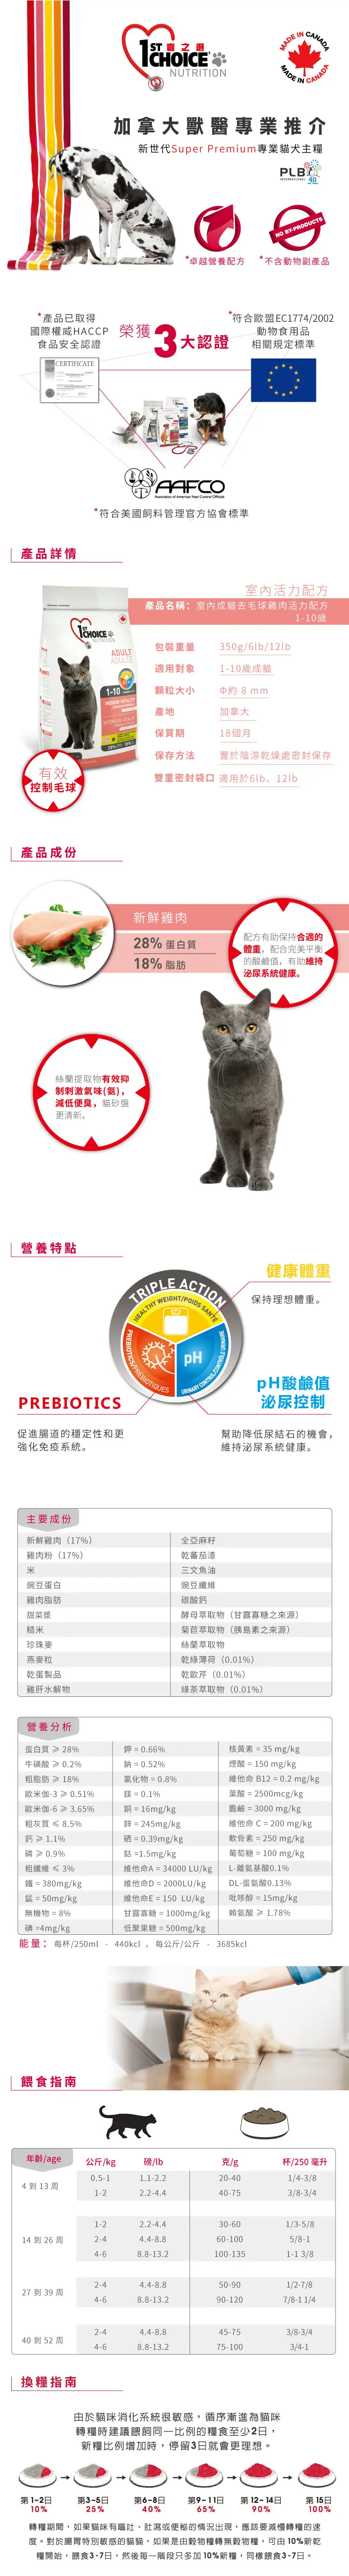 1ST 喜之選
CHOICE
NUTRITION
MADE IN CANADA
MADE IN CANADA
加拿大獸醫專業推介
新世代Super Premium專業貓犬主糧
PLB
INTERNATIONAL 40
NO BY-PRODUCTS
*卓越營養配方
*不含動物副產品
*產品已取得
國際權威HACCP
食品安全認證
榮獲3大認證
*符合歐盟EC1774/2002
動物食用品
相關規定標準
CERTIFICATE
AAFCO
Association of American Feed Control Officials
*符合美國飼料管理官方協會標準
產品詳情
室內活力配方
產品名稱：室內成貓去毛球雞肉活力配方
1-10歲
1ST
CHOICE
ADULT
ADULTE
1-10
INDOOR VITALITY
有效
控制毛球
包裝重量 350g/6lb/12lb
適用對象 1-10歲成貓
顆粒大小 Φ約 8 mm
產地 加拿大
保質期 18個月
保存方法 置於陰涼乾燥處密封保存
雙重密封袋口 適用於6lb、12lb
產品成份
新鮮雞肉
28% 蛋白質
18% 脂肪
配方有助保持合適的
體重，配合完美平衡
的酸鹼值，有助維持
泌尿系統健康。
絲蘭提取物有效抑
制刺激氣味(氨)，
減低便臭，貓砂盤
更清新。
營養特點
TRIPLE ACTION
HEALTHY WEIGHT/POIDS SANTÉ
PREBIOTICS/PRÉBIOTIQUES
pH
健康體重
保持理想體重。
PREBIOTICS
促進腸道的穩定性和更
強化免疫系統。
pH酸鹼值
泌尿控制
幫助降低尿結石的機會，
維持泌尿系統健康。
主要成份
新鮮雞肉（17%） 全亞麻籽
雞肉粉（17%） 乾蕃茄渣
米 三文魚油
豌豆蛋白 豌豆纖維
雞肉脂肪 碳酸鈣
甜菜漿 酵母萃取物（甘露寡糖之來源）
糙米 菊苣萃取物（胰島素之來源）
珍珠麥 絲蘭萃取物
燕麥粒 乾綠薄荷（0.01%）
乾蛋製品 乾歐芹（0.01%）
雞肝水解物 綠茶萃取物（0.01%）
營養分析
蛋白質 ≥ 28% 鉀 = 0.66% 核黃素 = 35 mg/kg
牛磺酸 ≥ 0.2% 鈉 = 0.52% 煙酸 = 150 mg/kg
粗脂肪 ≥ 18% 氯化物 = 0.8% 維他命 B12 = 0.2 mg/kg
歐米伽-3 ≥ 0.51% 鎂 = 0.1% 葉酸 = 2500mcg/kg
歐米伽-6 ≥ 3.65% 銅 = 16mg/kg 膽鹼 = 3000 mg/kg
粗灰質 ≤ 8.5% 鋅 = 245mg/kg 維他命 C = 200 mg/kg
鈣 ≥ 1.1% 硒 = 0.39mg/kg 軟骨素 = 250 mg/kg
磷 ≥ 0.9% 鈷 =1.5mg/kg 葡萄糖 = 100 mg/kg
粗纖維 ≤ 3% 維他命A = 34000 LU/kg L-離氨基酸0.1%
鐵 = 380mg/kg 維他命D = 2000LU/kg DL-蛋氨酸0.13%
錳 = 50mg/kg 維他命E = 150 LU/kg 吡哆醇 = 15mg/kg
無機物 = 8% 甘露寡糖 = 1000mg/kg 賴氨酸 ≥ 1.78%
碘 =4mg/kg 低聚果糖 = 500mg/kg
能量： 每杯/250ml - 440kcl ， 每公斤/公斤 - 3685kcl
餵食指南
年齡/age 公斤/kg 磅/lb 克/g 杯/250 毫升
4 到 13 周 0.5-1 1.1-2.2 20-40 1/4-3/8
1-2 2.2-4.4 40-75 3/8-3/4
14 到 26 周 1-2 2.2-4.4 30-60 1/3-5/8
2-4 4.4-8.8 60-100 5/8-1
4-6 8.8-13.2 100-135 1-1 3/8
27 到 39 周 2-4 4.4-8.8 50-90 1/2-7/8
4-6 8.8-13.2 90-120 7/8-1 1/4
40 到 52 周 2-4 4.4-8.8 45-75 3/8-3/4
4-6 8.8-13.2 75-100 3/4-1
換糧指南
由於貓咪消化系統很敏感，循序漸進為貓咪
轉糧時建議餵飼同一比例的糧食至少2日，
新糧比例增加時，停留3日就會更理想。
第 1~2日 第3~5日 第6~8日 第9~11日 第 12~14日 第 15日
10% 25% 40% 65% 90% 100%
轉糧期間，如果貓咪有嘔吐、肚瀉或便秘的情況出現，應該要減慢轉糧的速
度。對於腸胃特別敏感的貓貓，如果是由穀物糧轉無穀物糧，可由 10%新乾
糧開始，餵食3-7日，然後每一階段只多加 10%新糧，同樣餵食3-7日。